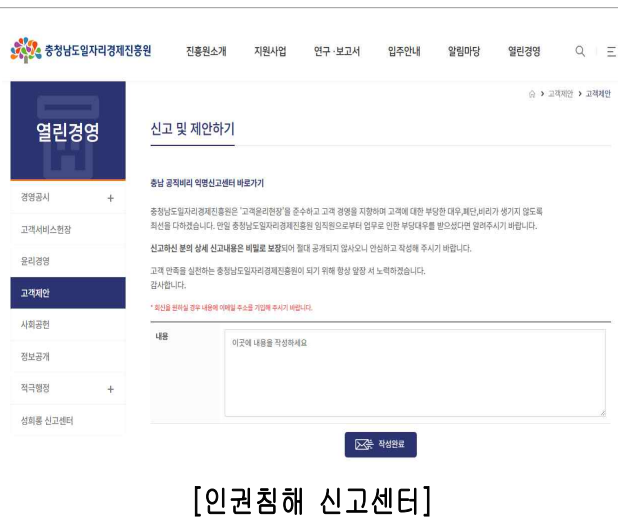 충청남도일자리경제진흥원
진흥원소개 지원사업 연구·보고서 입주안내 알림마당 열린경영
고객제안 > 고객제안
열린경영
신고 및 제안하기
경영공시 +
고객서비스헌장
윤리경영
고객제안
사회공헌
정보공개
적극행정 +
성희롱 신고센터
충남 공직비리 익명신고센터 바로가기
충청남도일자리경제진흥원은 '고객윤리헌장'을 준수하고 고객 경영을 지향하며 고객에 대한 부당한 대우,폐단,비리가 생기지 않도록
최선을 다하겠습니다. 만일 충청남도일자리경제진흥원 임직원으로부터 업무로 인한 부당대우를 받으셨다면 알려주시기 바랍니다.
신고하신 분의 상세 신고내용은 비밀로 보장되어 절대 공개되지 않사오니 안심하고 작성해 주시기 바랍니다.
고객 만족을 실천하는 충청남도일자리경제진흥원이 되기 위해 항상 앞장 서 노력하겠습니다.
감사합니다.
* 회신을 원하실 경우 내용에 이메일 주소를 기입해 주시기 바랍니다.
내용
이곳에 내용을 작성하세요
작성완료
[인권침해 신고센터]